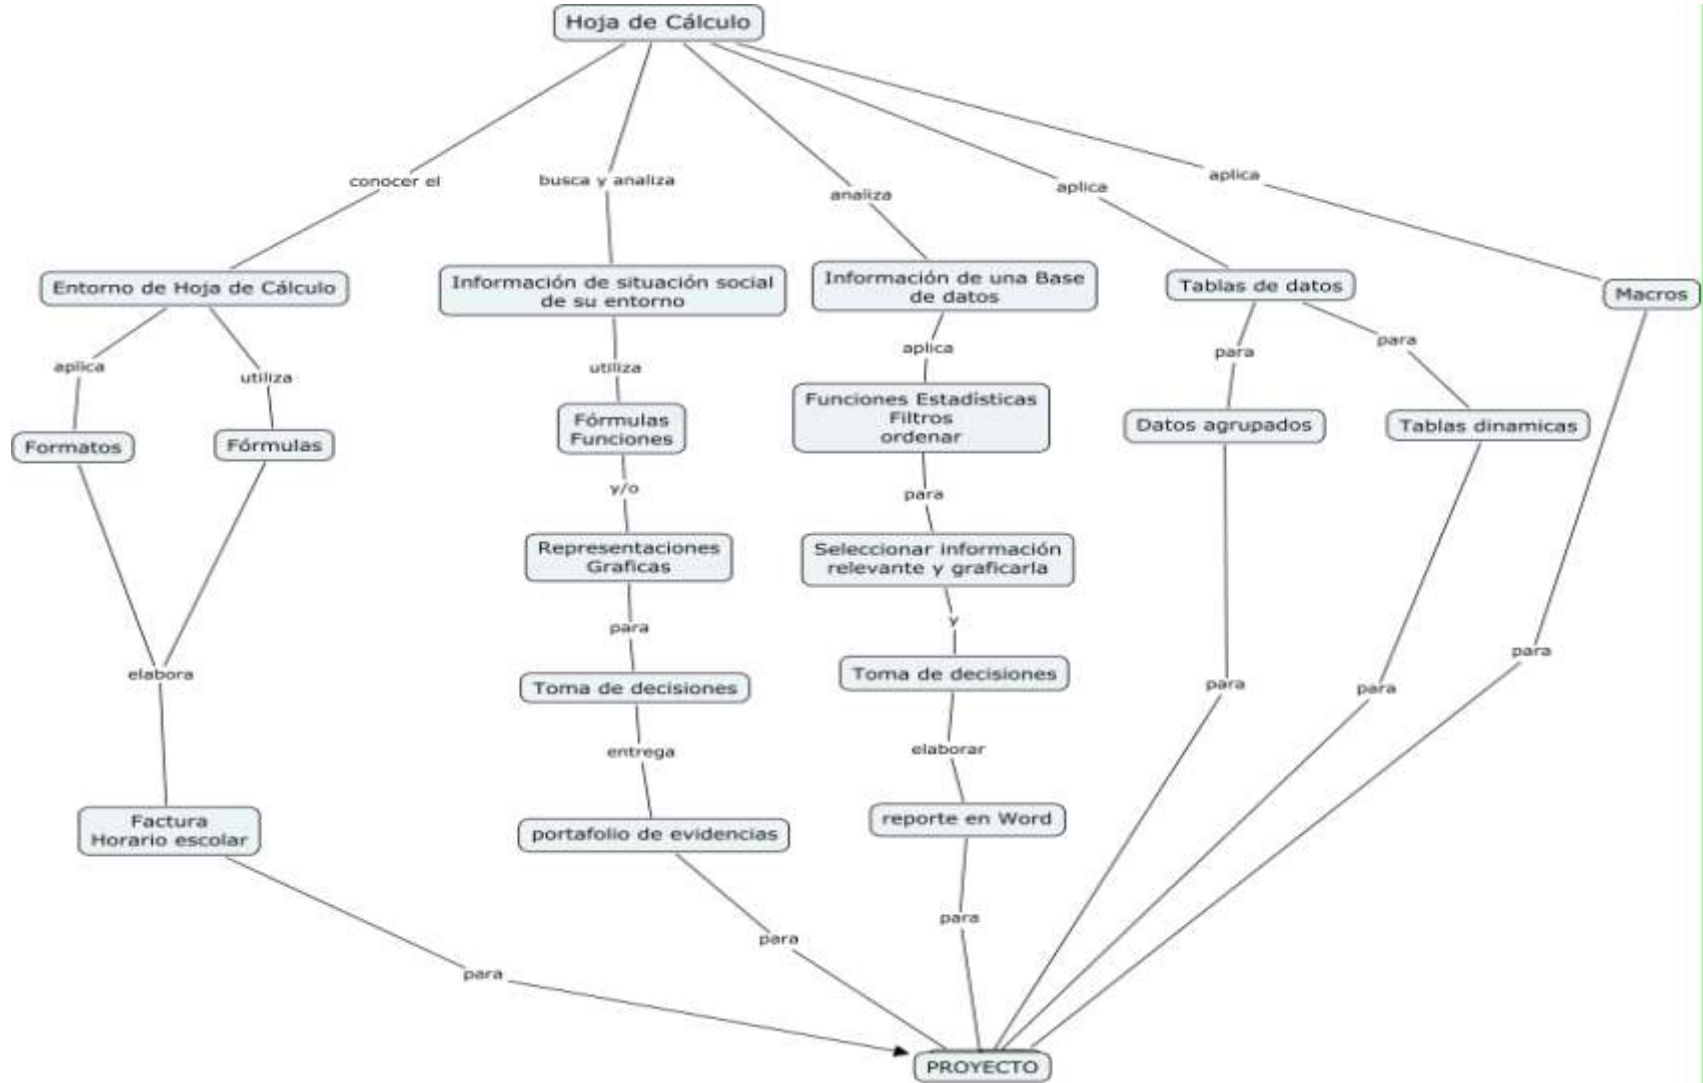 Hoja de Cálculo
conocer el
busca y analiza
analiza
aplica
aplica
Entorno de Hoja de Cálculo
Información de situación social
de su entorno
Información de una Base
de datos
Tablas de datos
Macros
aplica
utiliza
utiliza
aplica
para
para
Formatos
Fórmulas
Fórmulas
Funciones
Funciones Estadísticas
Filtros
ordenar
Datos agrupados
Tablas dinamicas
y/o
para
Representaciones
Graficas
Seleccionar información
relevante y graficarla
para
y
para
elabora
Toma de decisiones
Toma de decisiones
para
para
entrega
elaborar
Factura
Horario escolar
portafolio de evidencias
reporte en Word
para
para
para
PROYECTO